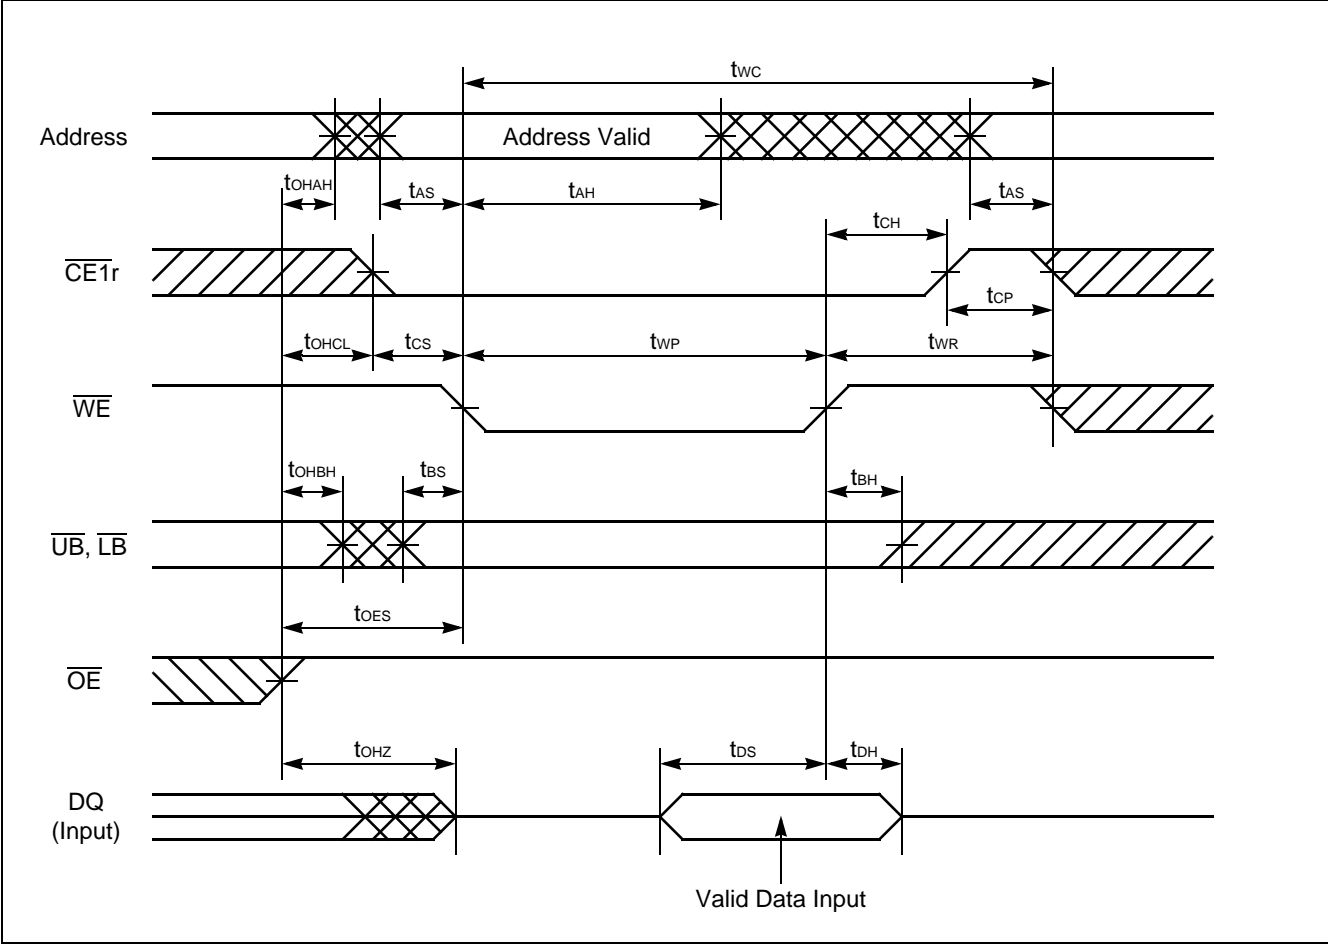 tWC
Address
Address Valid
tOHAH
tAS
tAH
tAS
tCH
CE1r
tCP
tOHCL
tCS
tWP
tWR
WE
tOHBH
tBS
tBH
UB, LB
tOES
OE
tOHZ
tDS
tDH
DQ
(Input)
Valid Data Input